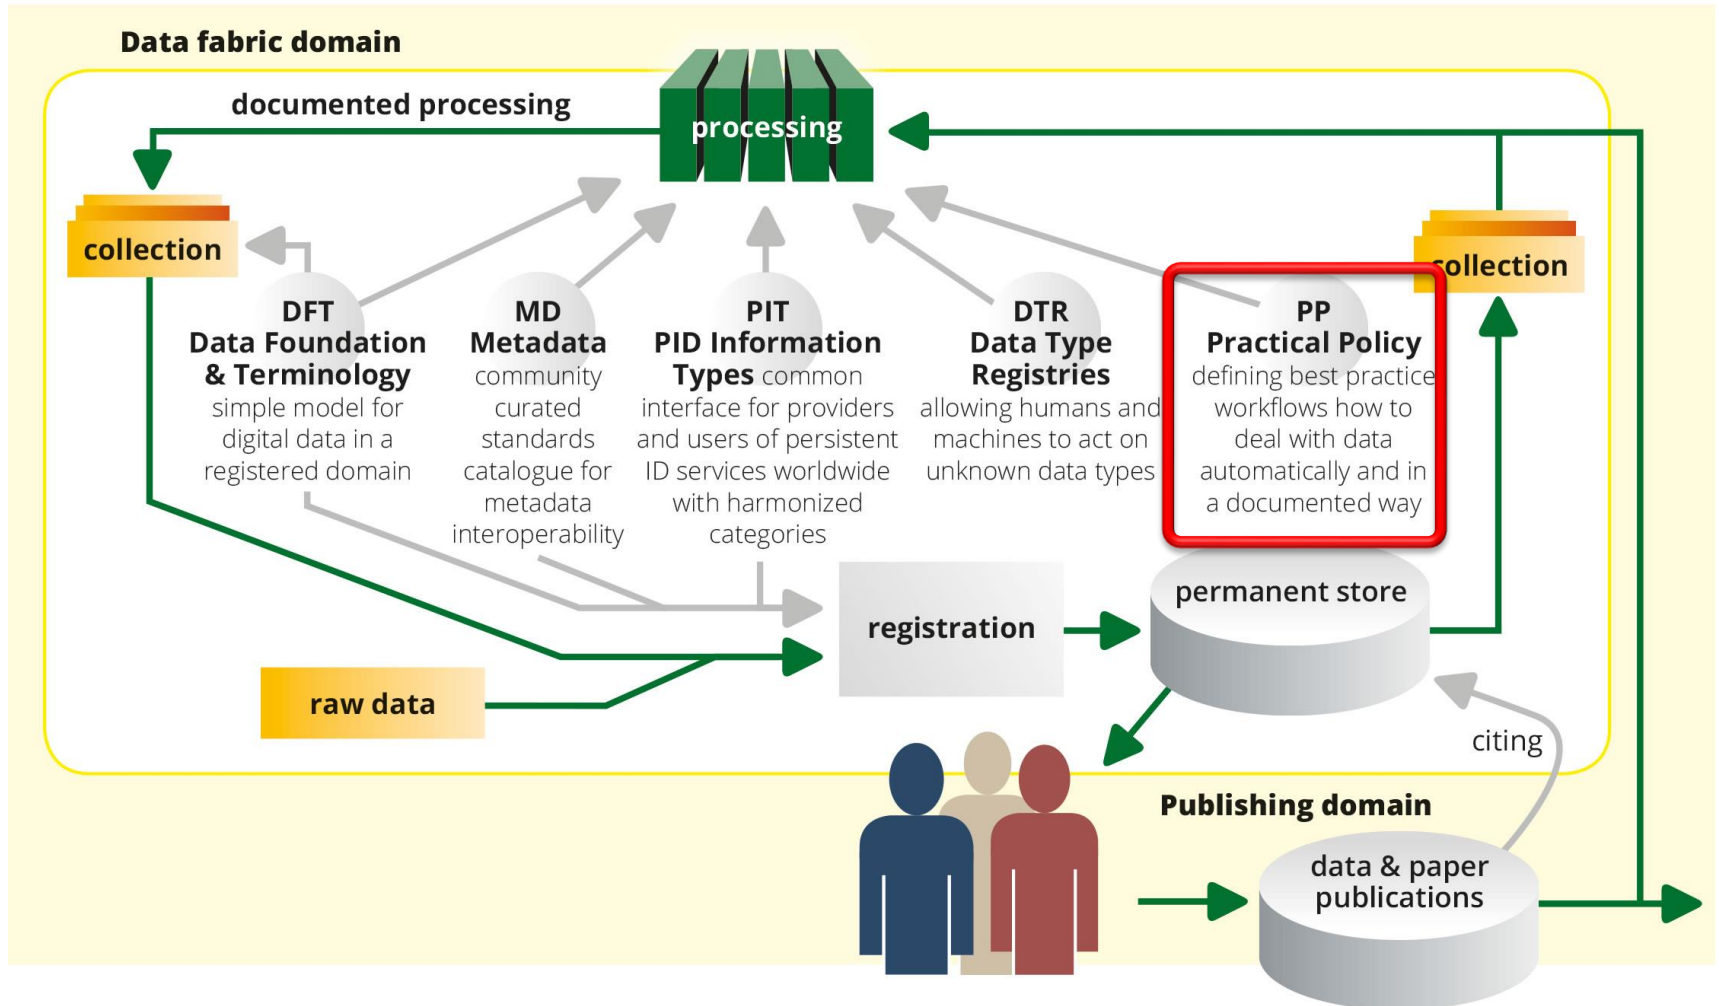 Data fabric domain
documented processing
processing
collection
collection
DFT
Data Foundation
& Terminology
simple model for
digital data in a
registered domain
MD
Metadata
community
curated
standards
catalogue for
metadata
interoperability
PIT
PID Information
Types common
interface for providers
and users of persistent
ID services worldwide
with harmonized
categories
DTR
Data Type
Registries
allowing humans and
machines to act on
unknown data types
PP
Practical Policy
defining best practice
workflows how to
deal with data
automatically and in
a documented way
permanent store
registration
raw data
citing
Publishing domain
data & paper
publications